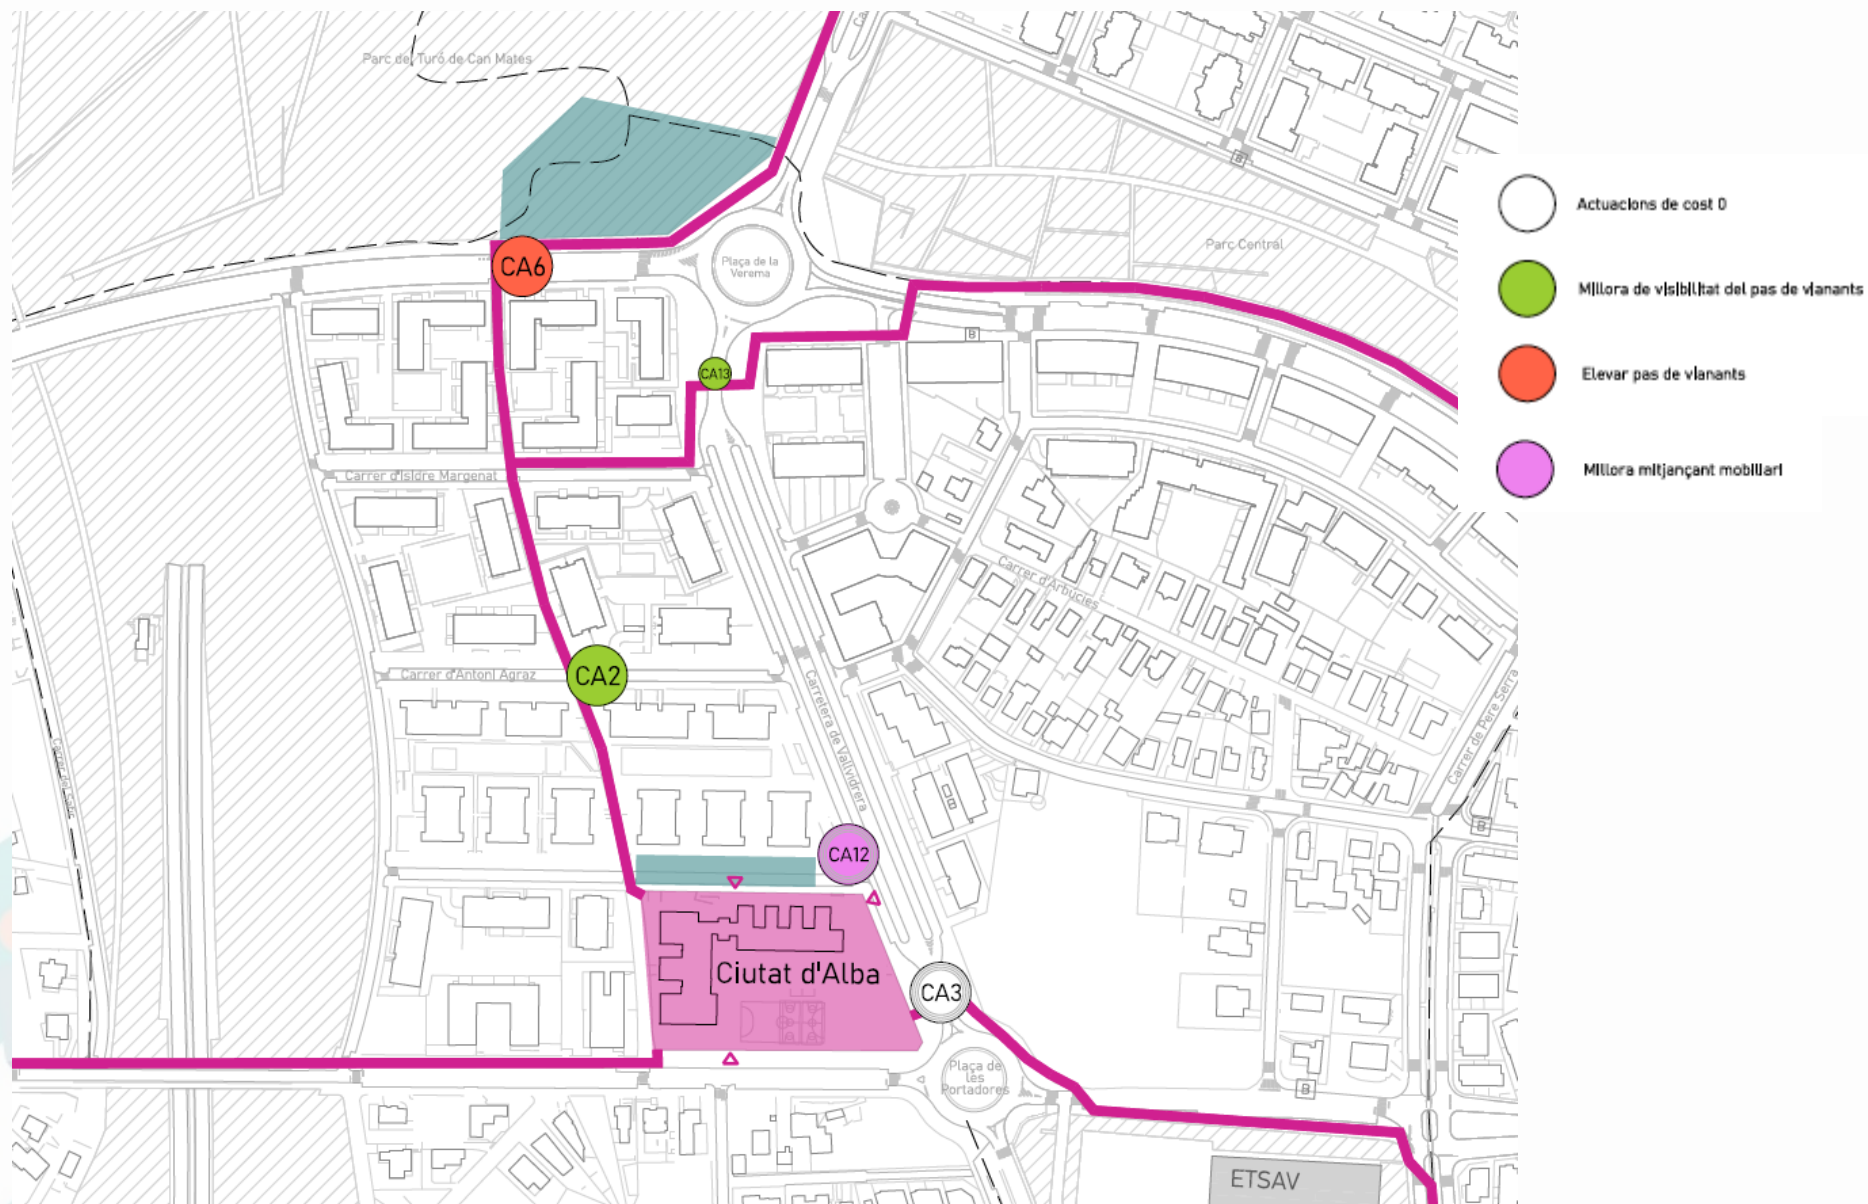 Parc del Turó de Can Mates
Parc Central
Plaça de la
Verema
CA6
CA13
Carrer d'Isidre Margenat
Carrer d'Arbúcies
Carrer d'Antoni Agraz
CA2
Carretera de Vallvidrera
Carrer de Pere Serra
CA12
Ciutat d'Alba
CA3
Plaça de
les
Portadores
ETSAV
B
B
B
B
Actuacions de cost 0
Millora de visibilitat del pas de vianants
Elevar pas de vianants
Millora mitjançant mobiliari